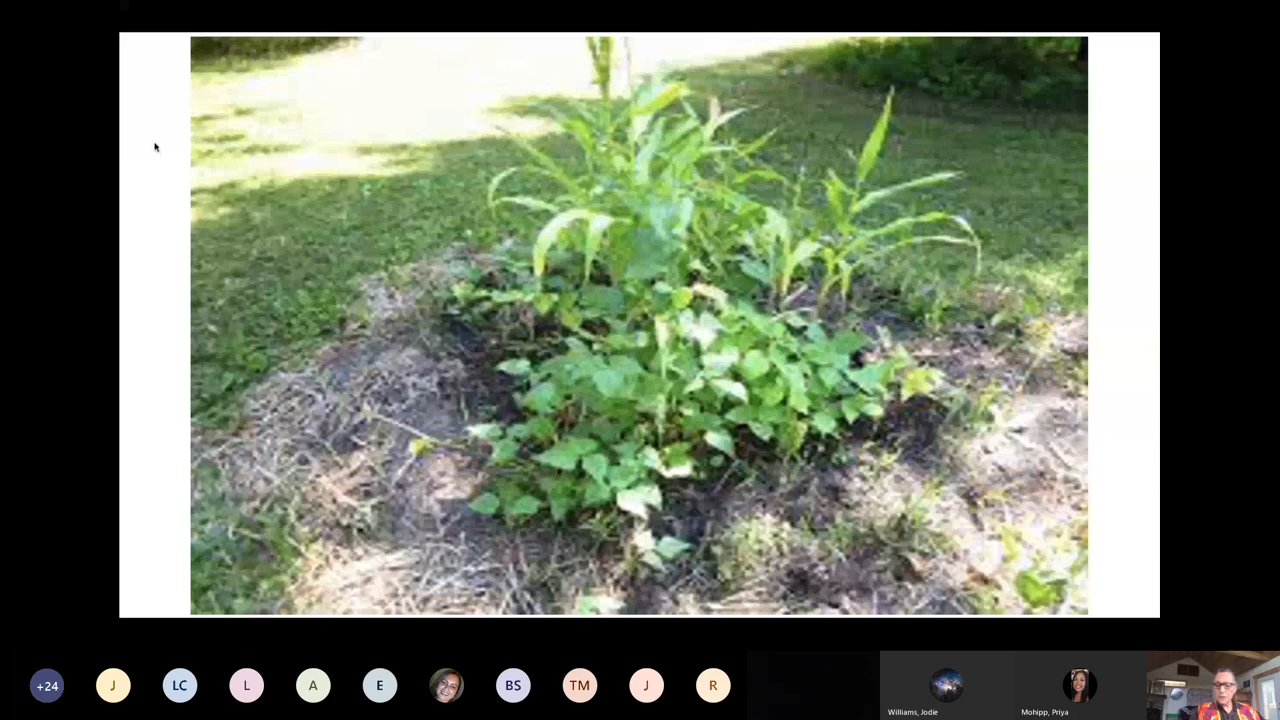 +24
J
LC
L
A
E
BS
TM
J
R
Williams, Jodie
Mohipp, Priya